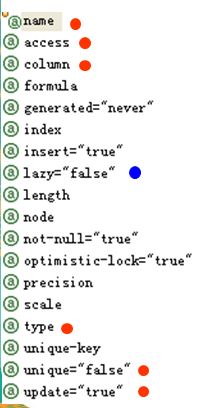 name
access
column
formula
generated="never"
index
insert="true"
lazy="false"
length
node
not-null="true"
optimistic-lock="true"
precision
scale
type
unique-key
unique="false"
update="true"